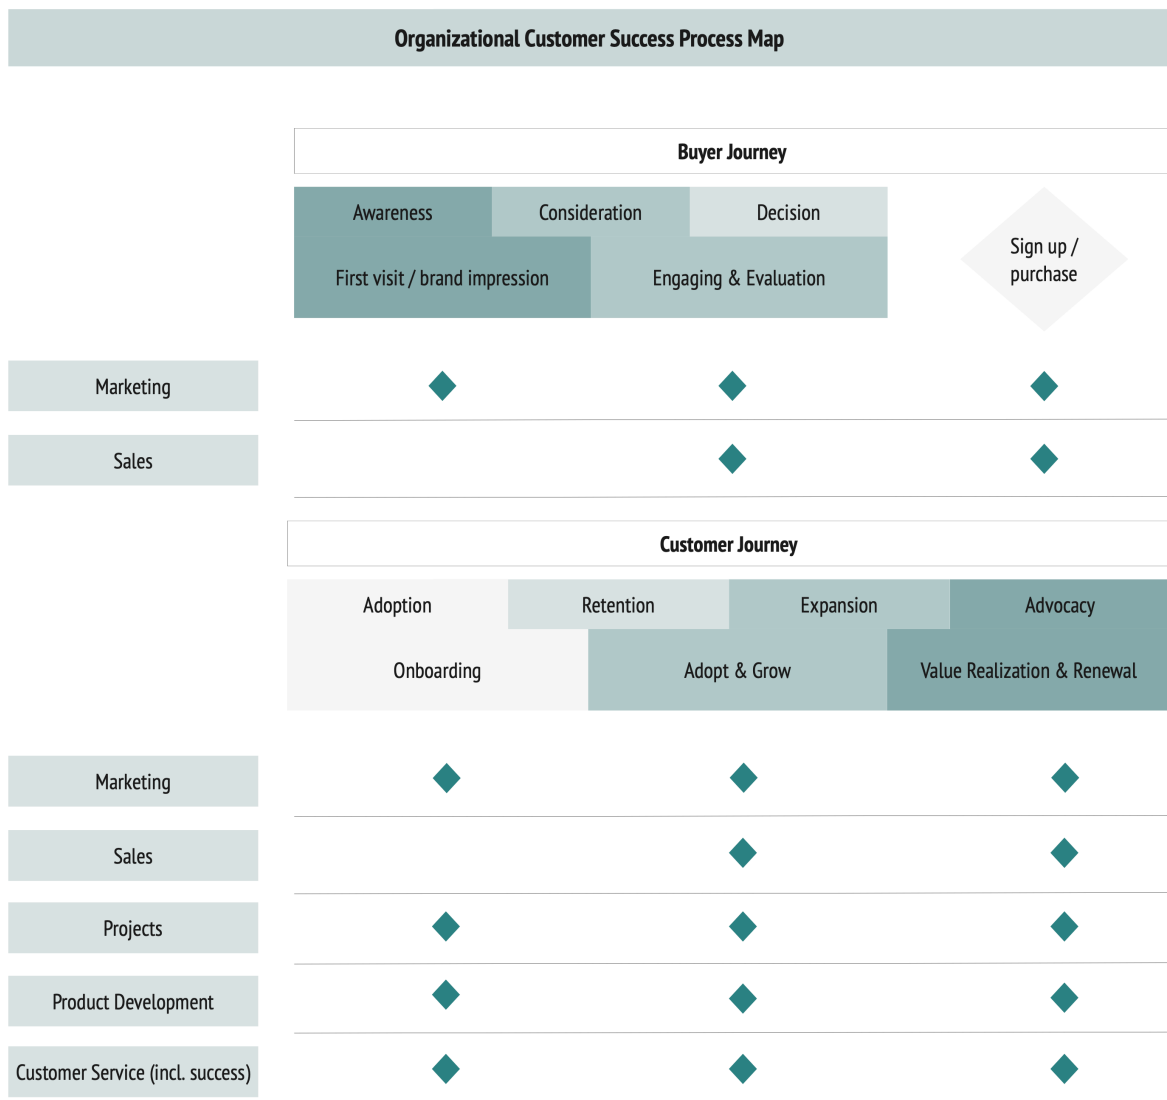 Organizational Customer Success Process Map
Buyer Journey
Awareness
Consideration
Decision
First visit / brand impression
Engaging & Evaluation
Sign up /
purchase
Marketing
Sales
Customer Journey
Adoption
Retention
Expansion
Advocacy
Onboarding
Adopt & Grow
Value Realization & Renewal
Marketing
Sales
Projects
Product Development
Customer Service (incl. success)